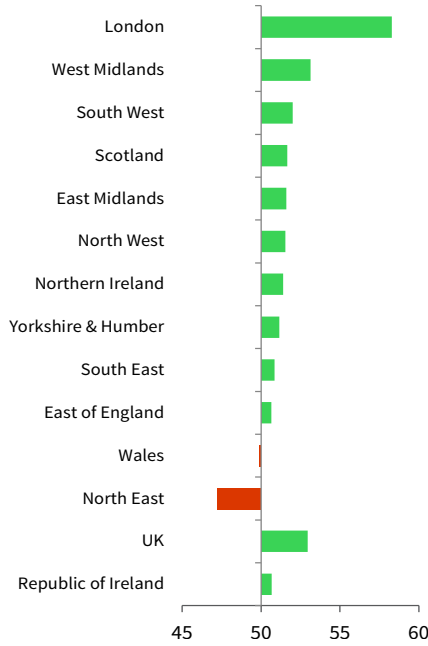 London
West Midlands
South West
Scotland
East Midlands
North West
Northern Ireland
Yorkshire & Humber
South East
East of England
Wales
North East
UK
Republic of Ireland
45 50 55 60